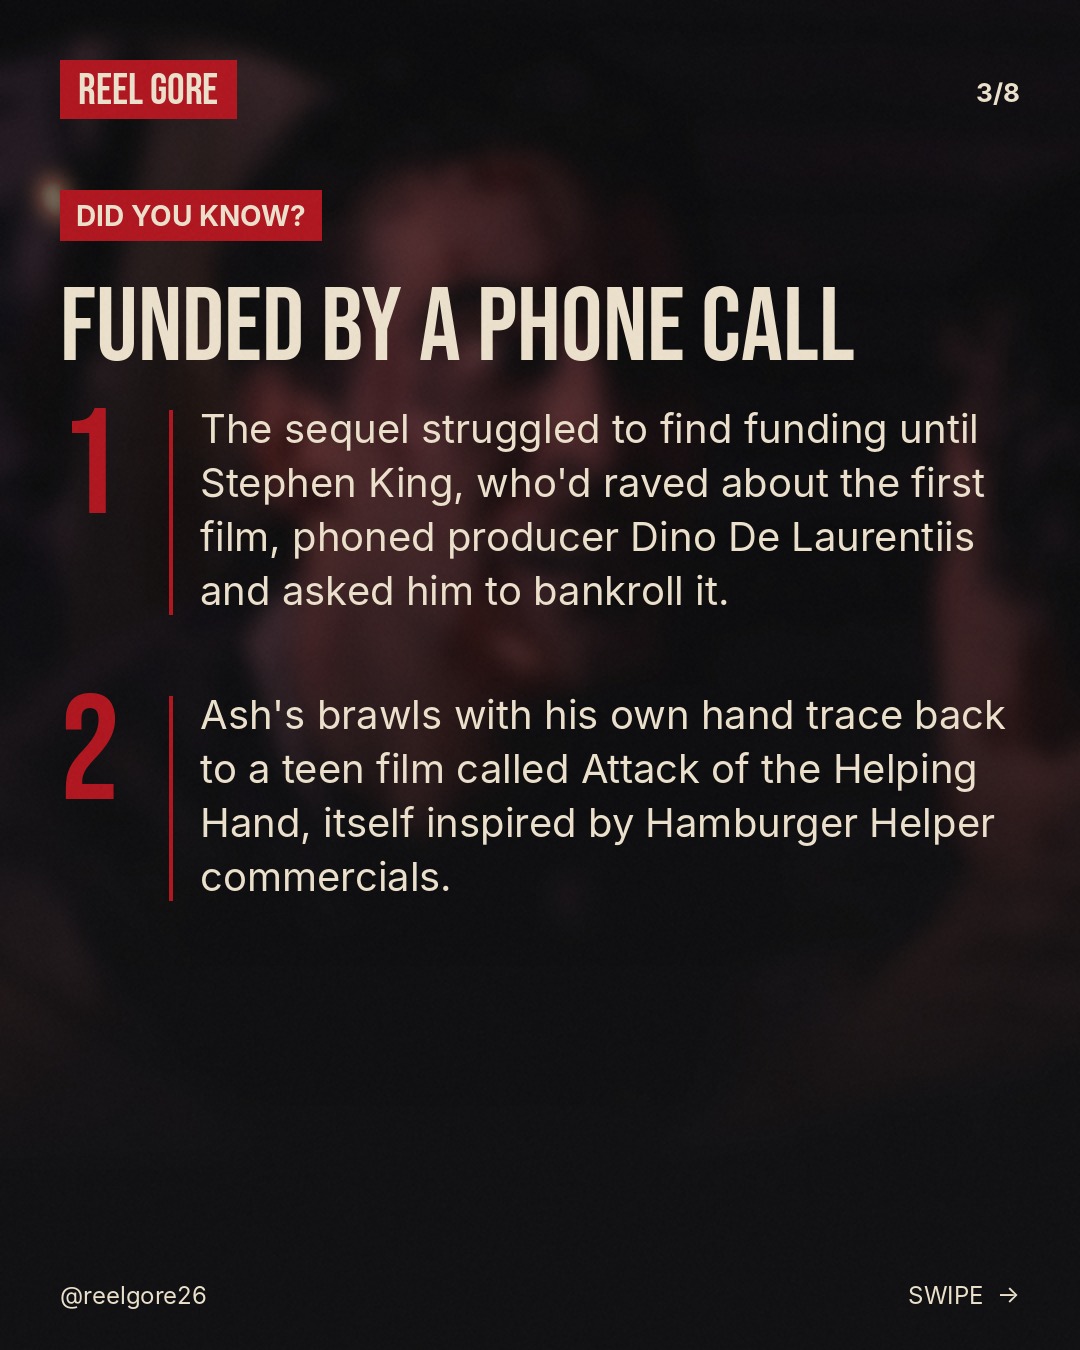 REEL GORE
3/8
DID YOU KNOW?
FUNDED BY A PHONE CALL
1
The sequel struggled to find funding until
Stephen King, who'd raved about the first
film, phoned producer Dino De Laurentiis
and asked him to bankroll it.
2
Ash's brawls with his own hand trace back
to a teen film called Attack of the Helping
Hand, itself inspired by Hamburger Helper
commercials.
@reelgore26
SWIPE →